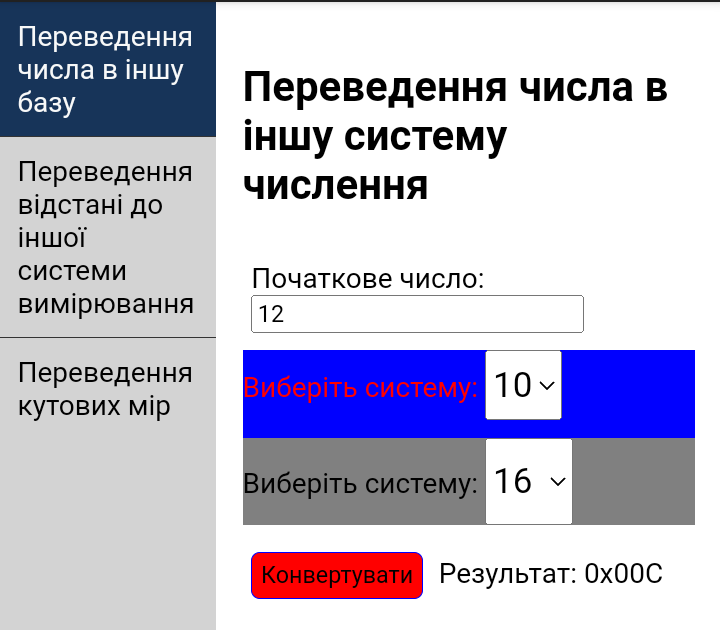 Переведення
числа в іншу
базу
Переведення
відстані до
іншої
системи
вимірювання
Переведення
кутових мір
Переведення числа в
іншу систему
числення
Початкове число:
12
Виберіть систему: 10
Виберіть систему: 16
Конвертувати Результат: 0x00C